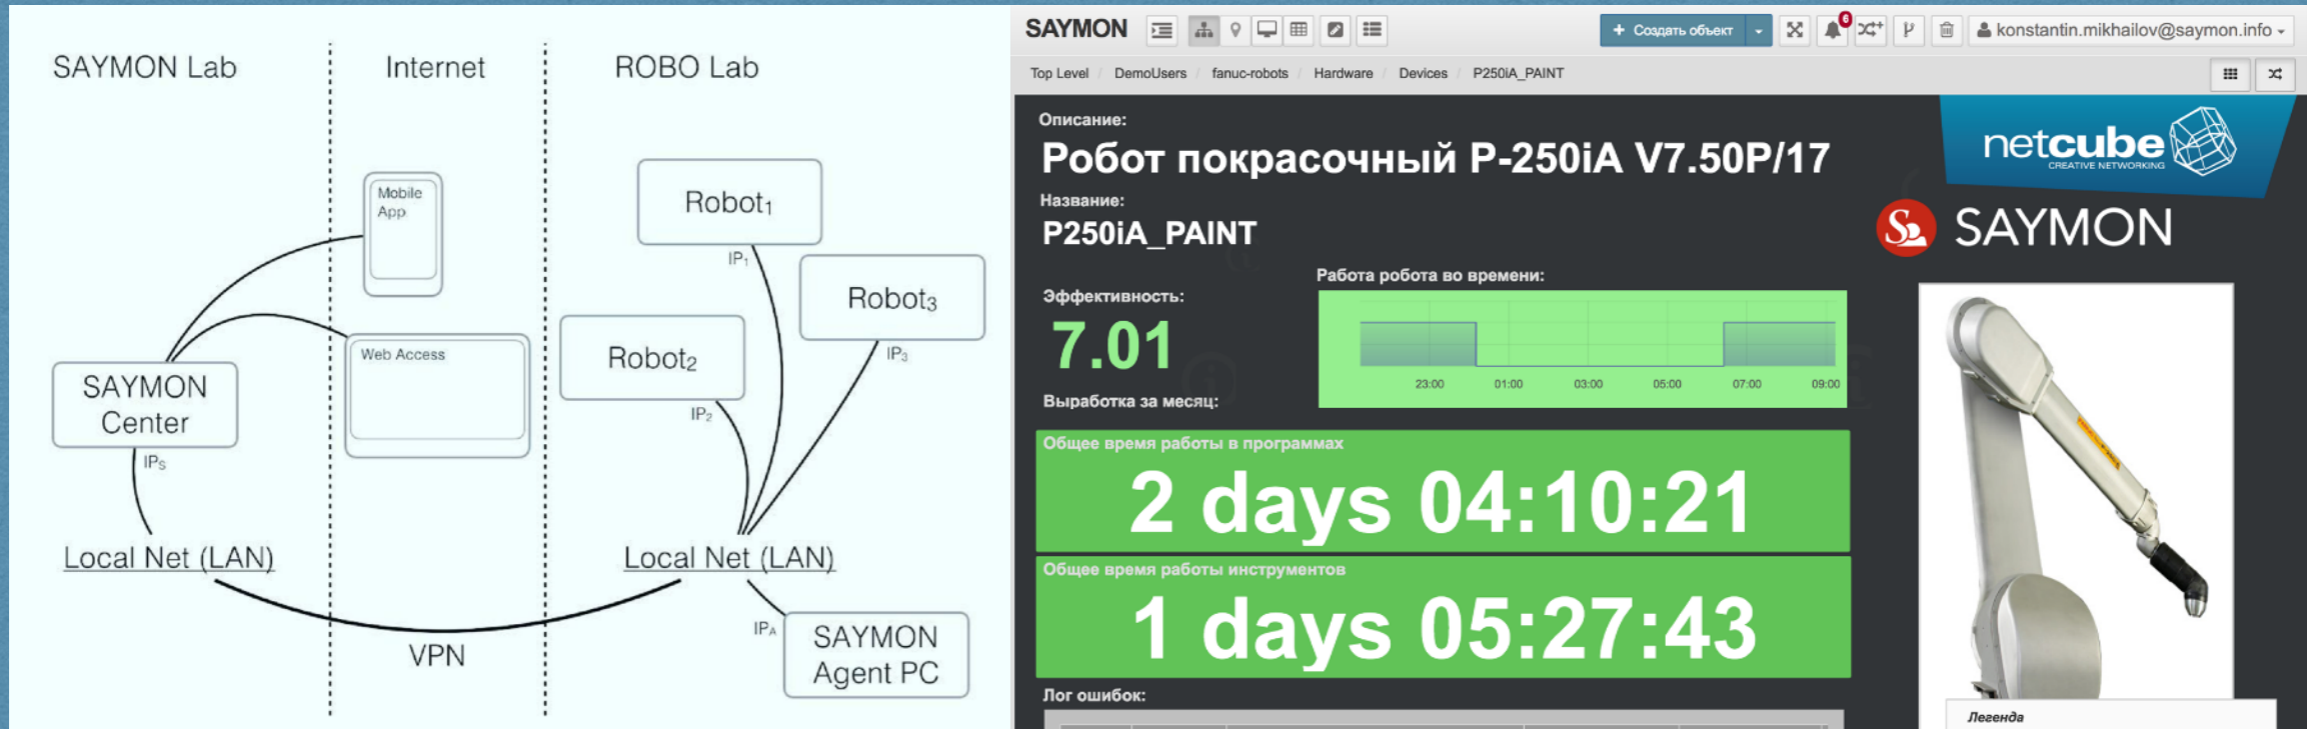 SAYMON Lab
Internet
ROBO Lab
Mobile
App
Robot₁
IP₁
Robot₃
IP₃
Web Access
Robot₂
IP₂
SAYMON
Center
IPs
Local Net (LAN)
Local Net (LAN)
VPN
IPA
SAYMON
Agent PC
SAYMON
+ Создать объект
6
konstantin.mikhailov@saymon.info
Top Level / DemoUsers / fanuc-robots / Hardware / Devices / P250iA_PAINT
Описание:
Робот покрасочный P-250iA V7.50P/17
Название:
P250iA_PAINT
netcube
CREATIVE NETWORKING
SAYMON
Эффективность:
7.01
Работа робота во времени:
23:00 01:00 03:00 05:00 07:00 09:00
Выработка за месяц:
Общее время работы в программах
2 days 04:10:21
Общее время работы инструментов
1 days 05:27:43
Лог ошибок:
Легенда